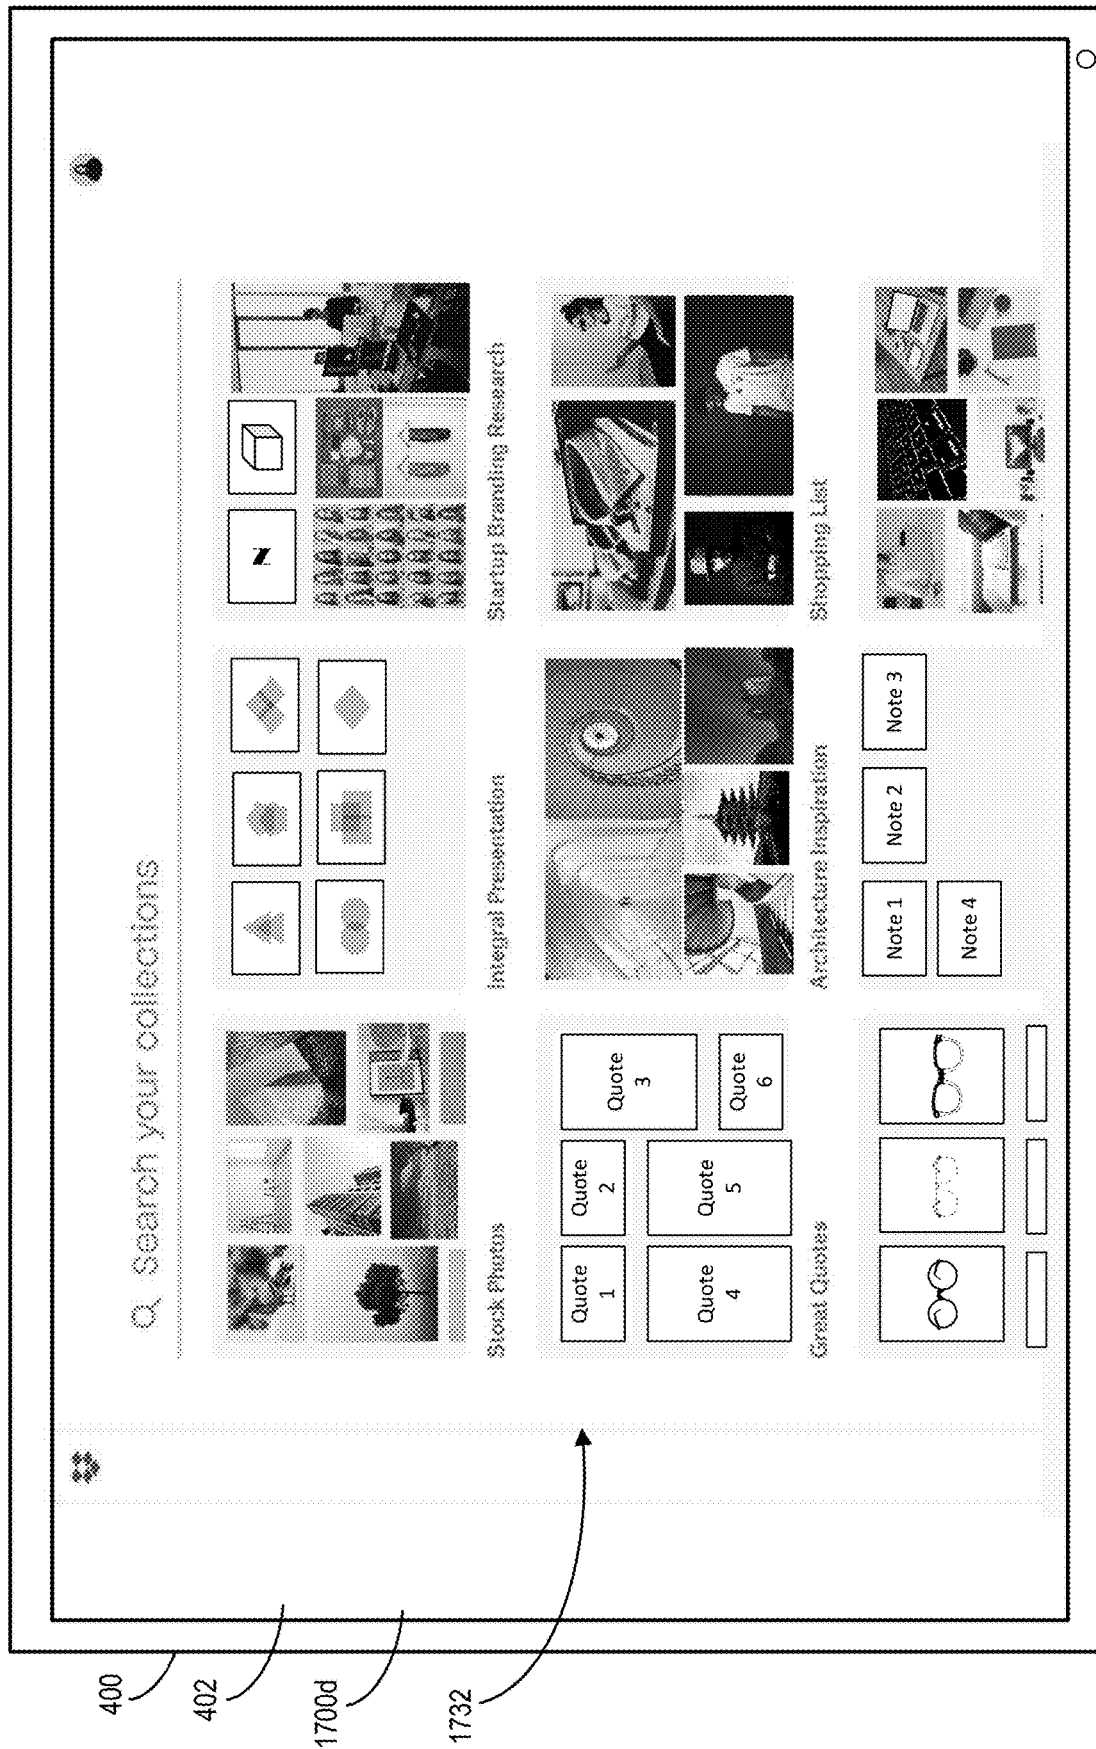 Search your collections
Z
Stock Photos
Integral Presentation
Startup Branding Research
Quote
1
Quote
2
Quote
3
Quote
4
Quote
5
Quote
6
Great Quotes
Architecture Inspiration
Shopping List
Note 1
Note 2
Note 3
Note 4
400
402
1700d
1732